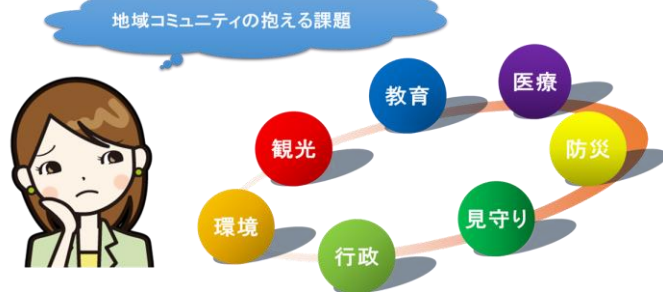 地域コミュニティの抱える課題
教育
医療
観光
防災
環境
見守り
行政